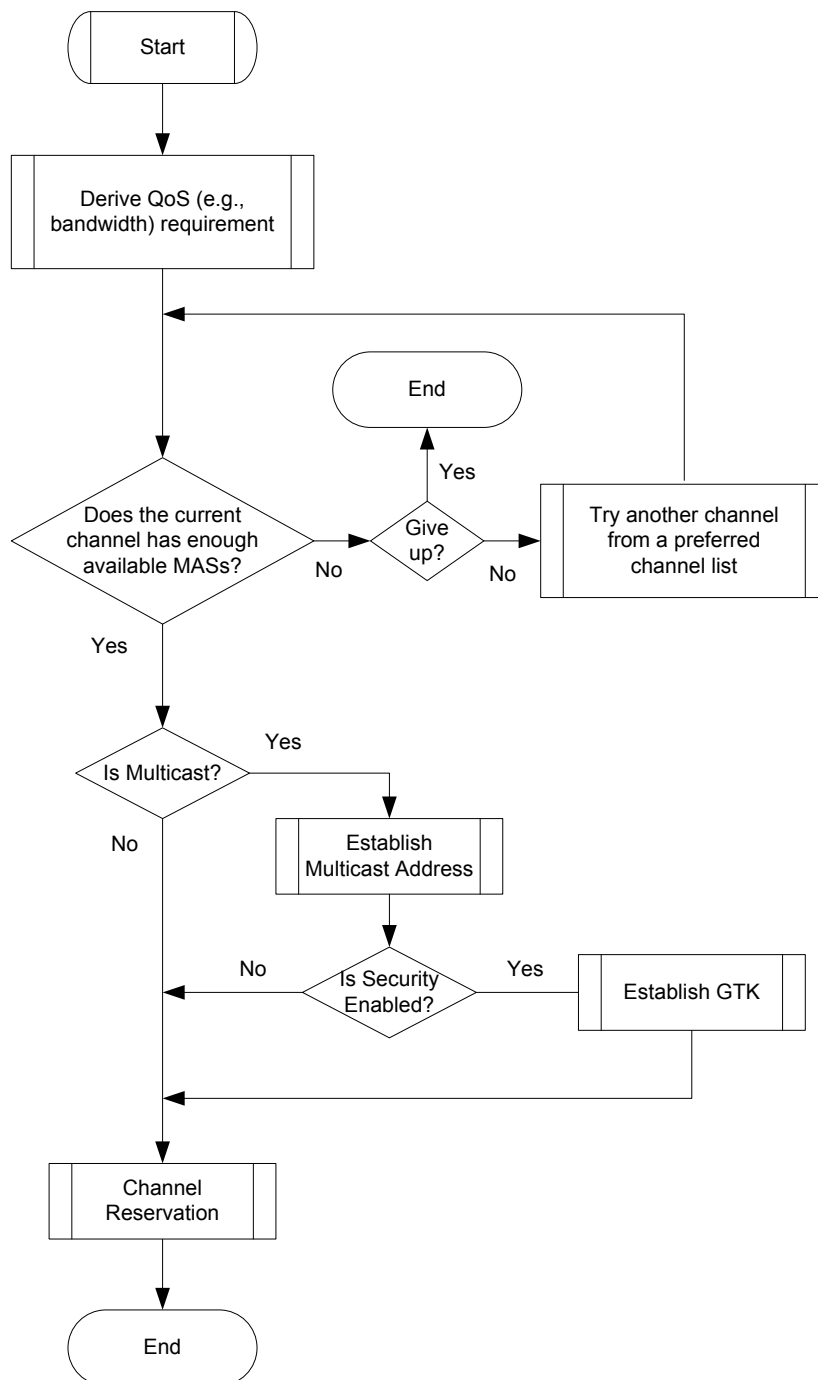 Start
Derive QoS (e.g.,
bandwidth) requirement
End
Yes
Does the current
channel has enough
available MASs?
No
Give
up?
No
Try another channel
from a preferred
channel list
Yes
Is Multicast?
Yes
No
Establish
Multicast Address
No
Is Security
Enabled?
Yes
Establish GTK
Channel
Reservation
End